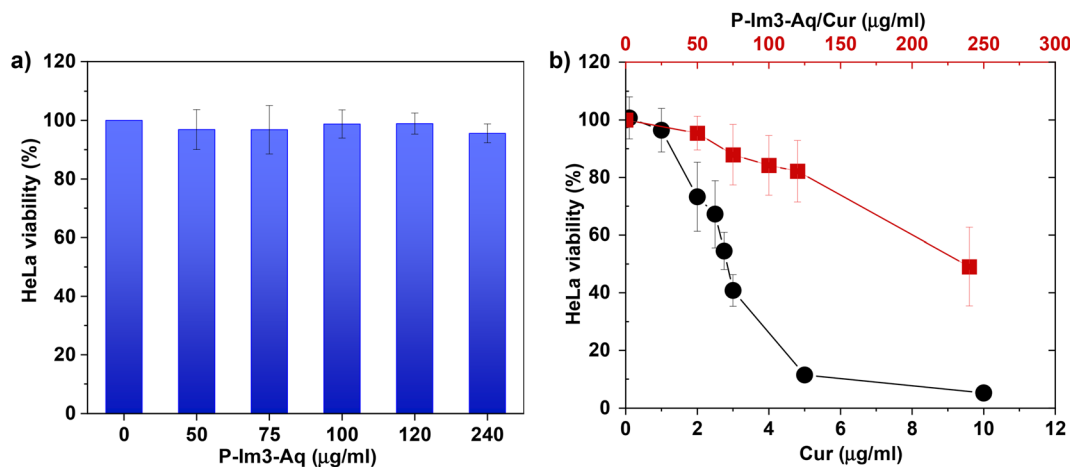 a)
HeLa viability (%)
120
100
80
60
40
20
0
0 50 75 100 120 240
P-Im3-Aq (μg/ml)
b)
P-Im3-Aq/Cur (μg/ml)
0 50 100 150 200 250 300
HeLa viability (%)
120
100
80
60
40
20
0
0 2 4 6 8 10 12
Cur (μg/ml)